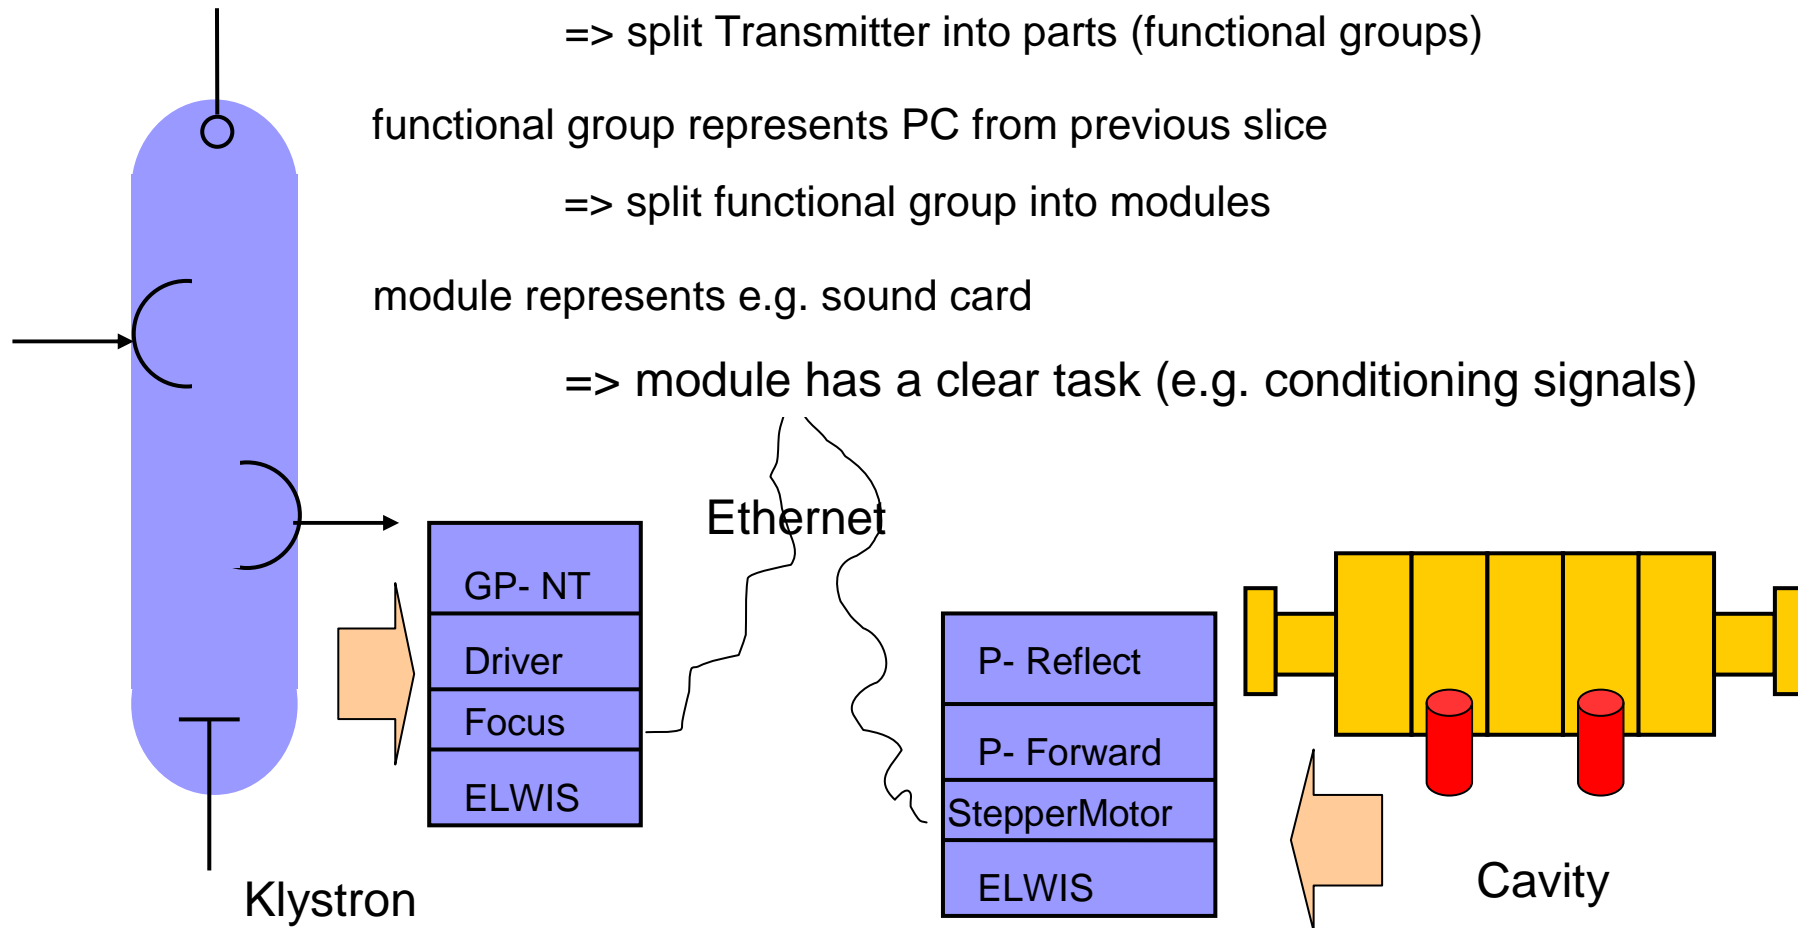 => split Transmitter into parts (functional groups)
functional group represents PC from previous slice
=> split functional group into modules
module represents e.g. sound card
=> module has a clear task (e.g. conditioning signals)
Ethernet
GP- NT
Driver
Focus
ELWIS
P- Reflect
P- Forward
StepperMotor
ELWIS
Klystron
Cavity